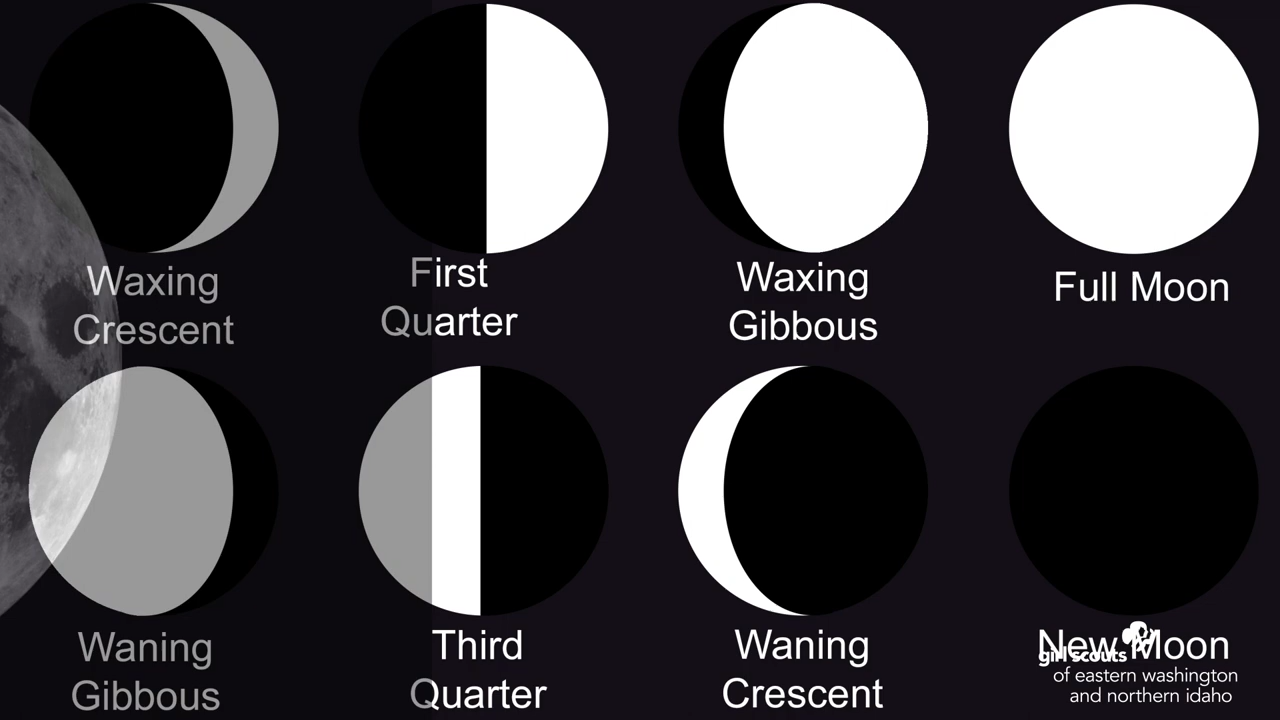 Waxing
Crescent
First
Quarter
Waxing
Gibbous
Full Moon
Waning
Gibbous
Third
Quarter
Waning
Crescent
New Moon
girl scouts
of eastern washington
and northern idaho